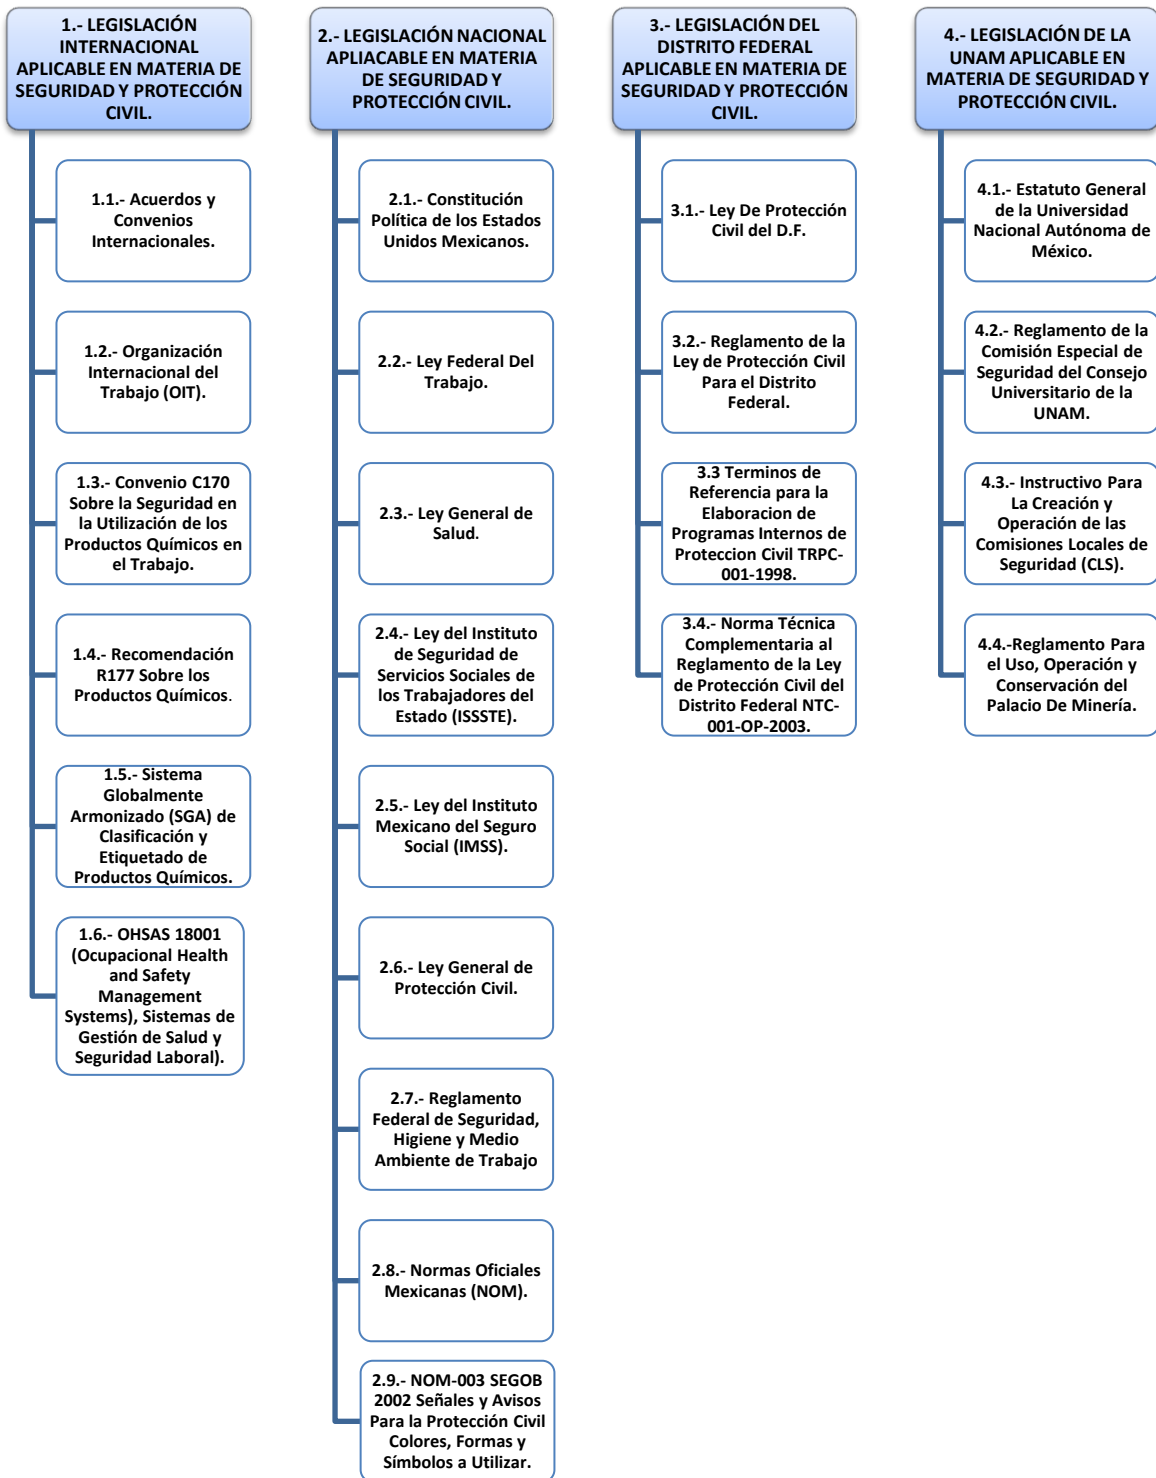 1.- LEGISLACIÓN
INTERNACIONAL
APLICABLE EN MATERIA DE
SEGURIDAD Y PROTECCIÓN
CIVIL.
1.1.- Acuerdos y
Convenios
Internacionales.
1.2.- Organización
Internacional del
Trabajo (OIT).
1.3.- Convenio C170
Sobre la Seguridad en
la Utilización de los
Productos Químicos en
el Trabajo.
1.4.- Recomendación
R177 Sobre los
Productos Químicos.
1.5.- Sistema
Globalmente
Armonizado (SGA) de
Clasificación y
Etiquetado de
Productos Químicos.
1.6.- OHSAS 18001
(Ocupacional Health
and Safety
Management
Systems), Sistemas de
Gestión de Salud y
Seguridad Laboral).
2.- LEGISLACIÓN NACIONAL
APLIACABLE EN MATERIA
DE SEGURIDAD Y
PROTECCIÓN CIVIL.
2.1.- Constitución
Política de los Estados
Unidos Mexicanos.
2.2.- Ley Federal Del
Trabajo.
2.3.- Ley General de
Salud.
2.4.- Ley del Instituto
de Seguridad de
Servicios Sociales de
los Trabajadores del
Estado (ISSSTE).
2.5.- Ley del Instituto
Mexicano del Seguro
Social (IMSS).
2.6.- Ley General de
Protección Civil.
2.7.- Reglamento
Federal de Seguridad,
Higiene y Medio
Ambiente de Trabajo
2.8.- Normas Oficiales
Mexicanas (NOM).
2.9.- NOM-003 SEGOB
2002 Señales y Avisos
Para la Protección Civil
Colores, Formas y
Símbolos a Utilizar.
3.- LEGISLACIÓN DEL
DISTRITO FEDERAL
APLICABLE EN MATERIA DE
SEGURIDAD Y PROTECCIÓN
CIVIL.
3.1.- Ley De Protección
Civil del D.F.
3.2.- Reglamento de la
Ley de Protección Civil
Para el Distrito
Federal.
3.3 Terminos de
Referencia para la
Elaboracion de
Programas Internos de
Proteccion Civil TRPC-
001-1998.
3.4.- Norma Técnica
Complementaria al
Reglamento de la Ley
de Protección Civil del
Distrito Federal NTC-
001-OP-2003.
4.- LEGISLACIÓN DE LA
UNAM APLICABLE EN
MATERIA DE SEGURIDAD Y
PROTECCIÓN CIVIL.
4.1.- Estatuto General
de la Universidad
Nacional Autónoma de
México.
4.2.- Reglamento de la
Comisión Especial de
Seguridad del Consejo
Universitario de la
UNAM.
4.3.- Instructivo Para
La Creación y
Operación de las
Comisiones Locales de
Seguridad (CLS).
4.4.-Reglamento Para
el Uso, Operación y
Conservación del
Palacio De Minería.